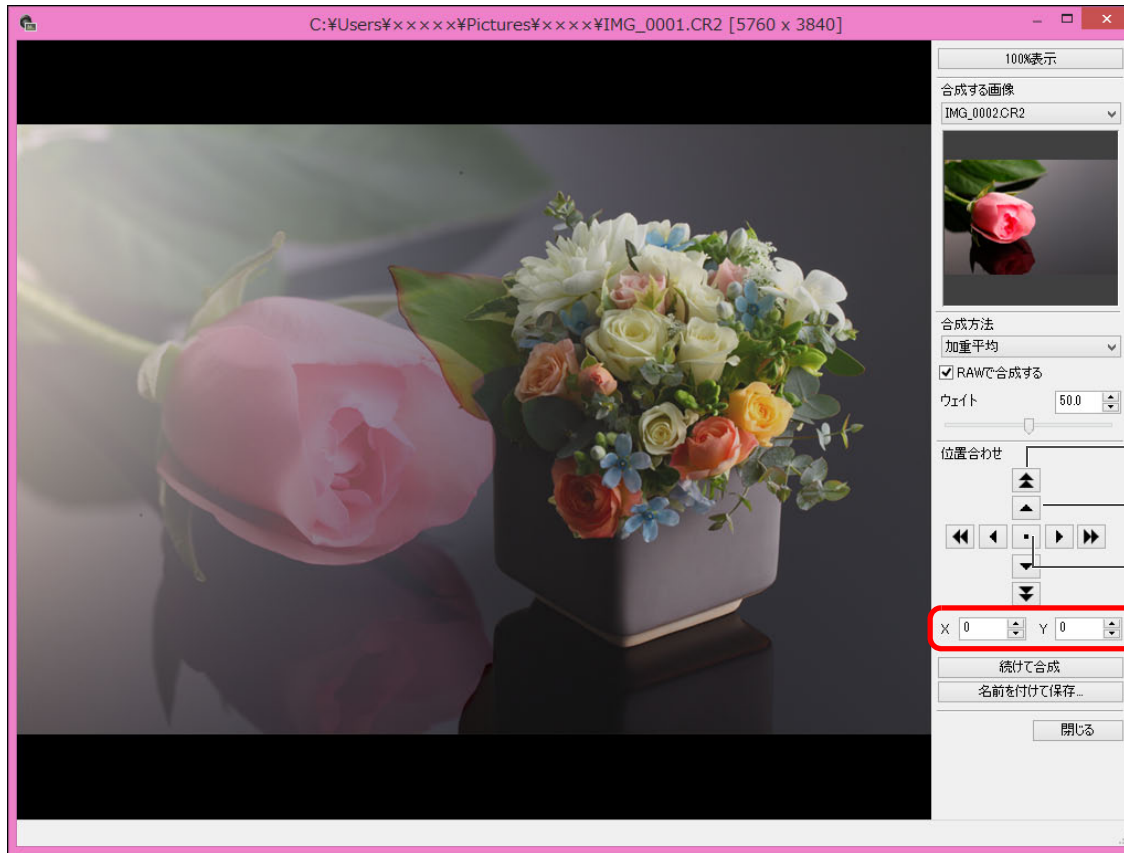 C:¥Users¥×××××¥Pictures¥××××¥IMG_0001.CR2 [5760 x 3840]
100%表示
合成する画像
IMG_0002.CR2
合成方法
加重平均
RAWで合成する
ウェイト 50.0
位置合わせ
X 0 Y 0
続けて合成
名前を付けて保存...
閉じる